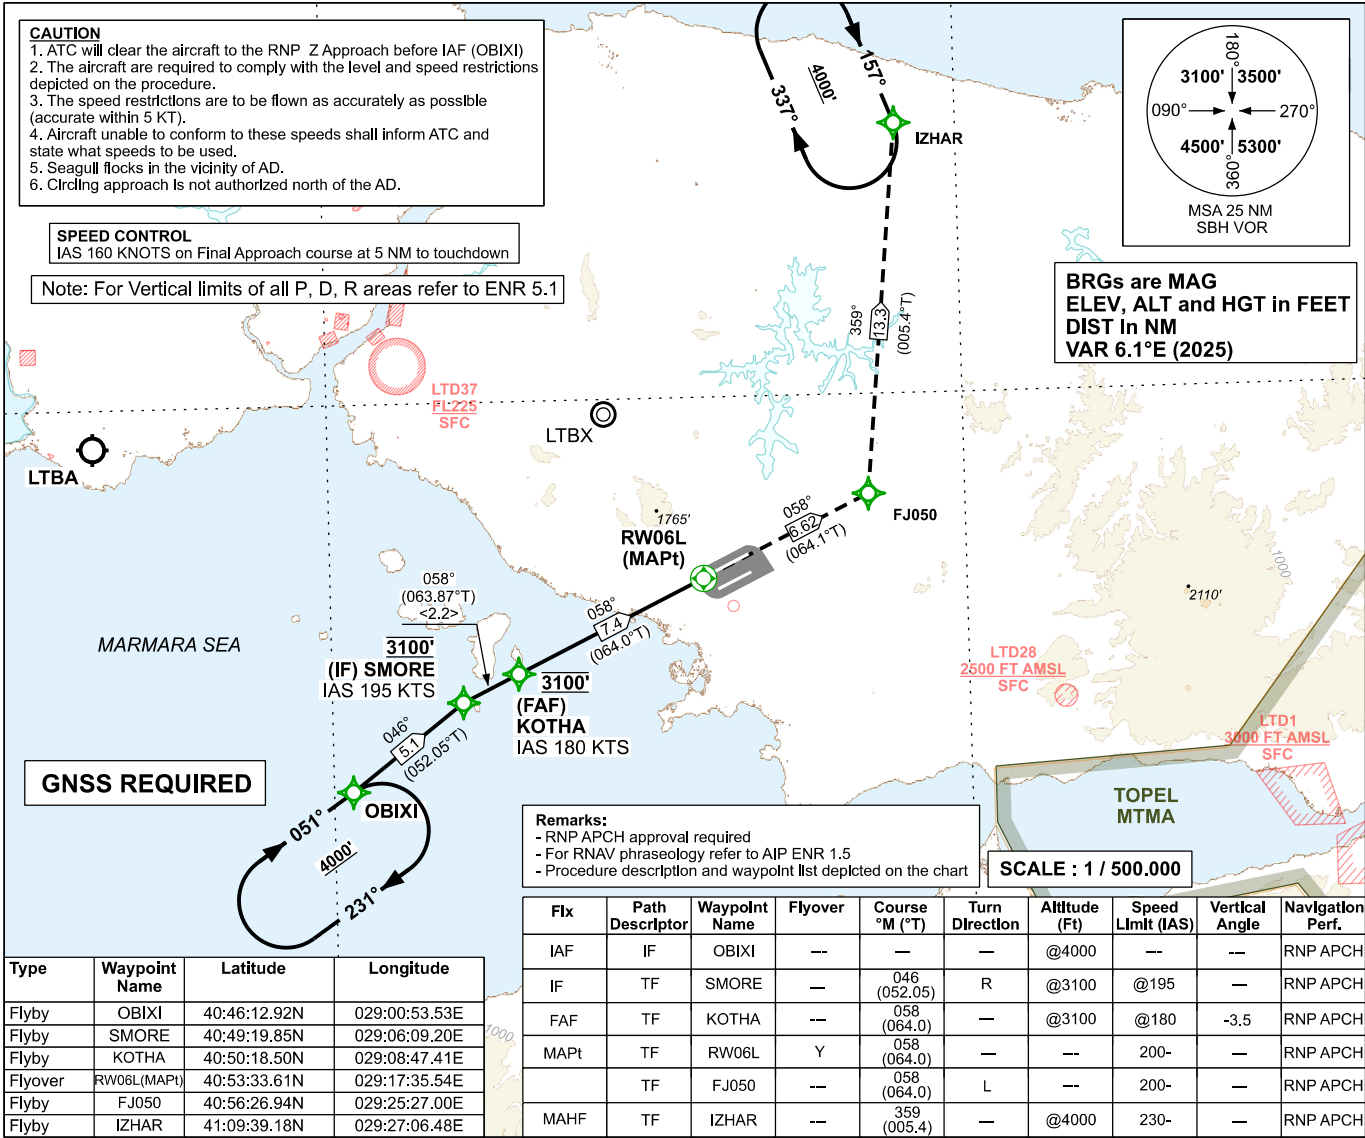 CAUTION
1. ATC will clear the aircraft to the RNP Z Approach before IAF (OBIXI)
2. The aircraft are required to comply with the level and speed restrictions
depicted on the procedure.
3. The speed restrictions are to be flown as accurately as possible
(accurate within 5 KT).
4. Aircraft unable to conform to these speeds shall inform ATC and
state what speeds to be used.
5. Seagull flocks in the vicinity of AD.
6. Circling approach is not authorized north of the AD.
SPEED CONTROL
IAS 160 KNOTS on Final Approach course at 5 NM to touchdown
Note: For Vertical limits of all P, D, R areas refer to ENR 5.1
157°
4000'
337°
IZHAR
180°
3100' 3500'
090° 270°
4500' 5300'
360°
MSA 25 NM
SBH VOR
BRGs are MAG
ELEV, ALT and HGT in FEET
DIST in NM
VAR 6.1°E (2025)
359°
13.3
(005.4°T)
LTD37
FL225
SFC
LTBX
LTBA
FJ050
1765'
RW06L
(MAPt)
058°
6.62
(064.1°T)
1000
2110'
058°
(063.87°T)
<2.2>
058°
7.4
(064.0°T)
MARMARA SEA
3100'
(IF) SMORE
IAS 195 KTS
3100'
(FAF)
KOTHA
IAS 180 KTS
LTD28
2500 FT AMSL
SFC
LTD1
3000 FT AMSL
SFC
046°
5.1
(052.05°T)
GNSS REQUIRED
OBIXI
051°
4000'
231°
TOPEL
MTMA
Remarks:
- RNP APCH approval required
- For RNAV phraseology refer to AIP ENR 1.5
- Procedure description and waypoint list depicted on the chart
SCALE : 1 / 500.000
1000
Type Waypoint Name Latitude Longitude
Flyby OBIXI 40:46:12.92N 029:00:53.53E
Flyby SMORE 40:49:19.85N 029:06:09.20E
Flyby KOTHA 40:50:18.50N 029:08:47.41E
Flyover RW06L(MAPt) 40:53:33.61N 029:17:35.54E
Flyby FJ050 40:56:26.94N 029:25:27.00E
Flyby IZHAR 41:09:39.18N 029:27:06.48E
Fix Path Descriptor Waypoint Name Flyover Course °M (°T) Turn Direction Altitude (Ft) Speed Limit (IAS) Vertical Angle Navigation Perf.
IAF IF OBIXI --- — — @4000 --- --- RNP APCH
IF TF SMORE — 046 (052.05) R @3100 @195 — RNP APCH
FAF TF KOTHA --- 058 (064.0) — @3100 @180 -3.5 RNP APCH
MAPt TF RW06L Y 058 (064.0) — --- 200- — RNP APCH
TF FJ050 --- 058 (064.0) L --- 200- — RNP APCH
MAHF TF IZHAR --- 359 (005.4) — @4000 230- — RNP APCH